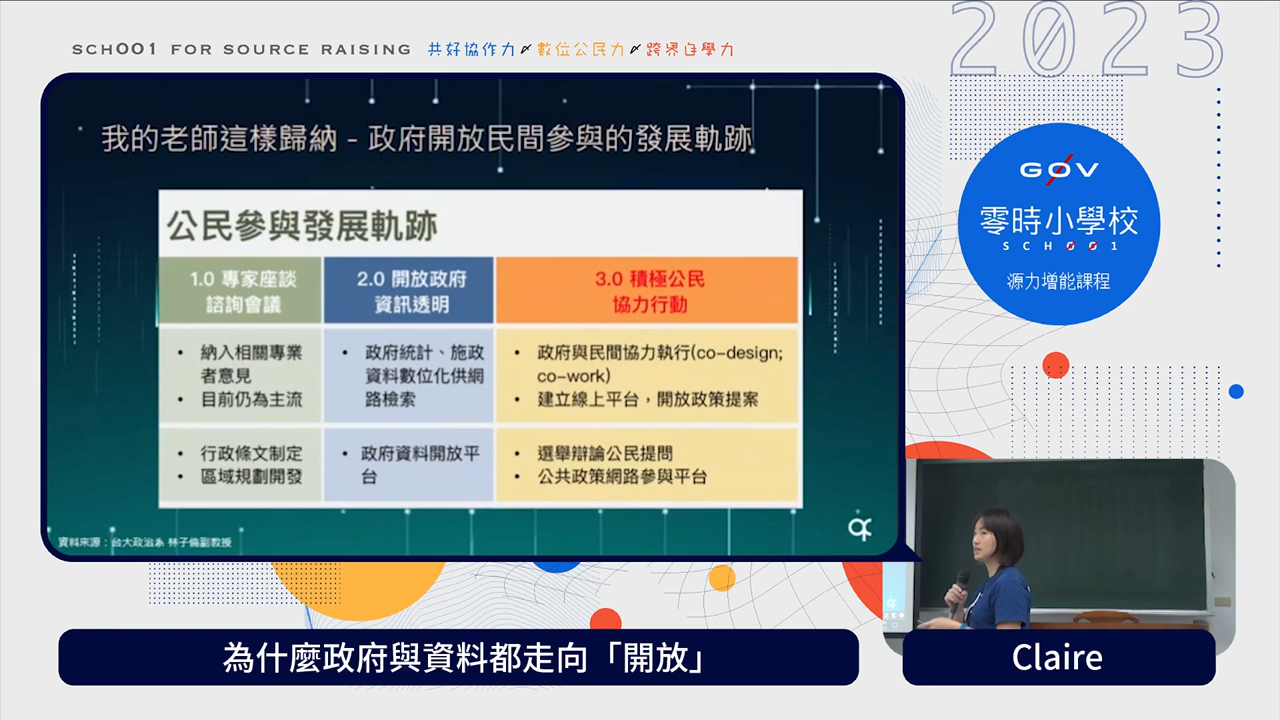 2023
SCHOO1 FOR SOURCE RAISING 共好協作力 數位公民力 跨界自學力
我的老師這樣歸納 - 政府開放民間參與的發展軌跡
公民參與發展軌跡
1.0 專家座談
諮詢會議
2.0 開放政府
資訊透明
3.0 積極公民
協力行動
• 納入相關專業
者意見
• 目前仍為主流
• 政府統計、施政
資料數位化供網
路檢索
• 政府與民間協力執行(co-design;
co-work)
• 建立線上平台,開放政策提案
• 行政條文制定
• 區域規劃開發
• 政府資料開放平
台
• 選舉辯論公民提問
• 公共政策網路參與平台
資料來源:台大政治系 林子倫副教授
GØV
零時小學校
SCHØØ1
源力增能課程
為什麼政府與資料都走向「開放」
Claire